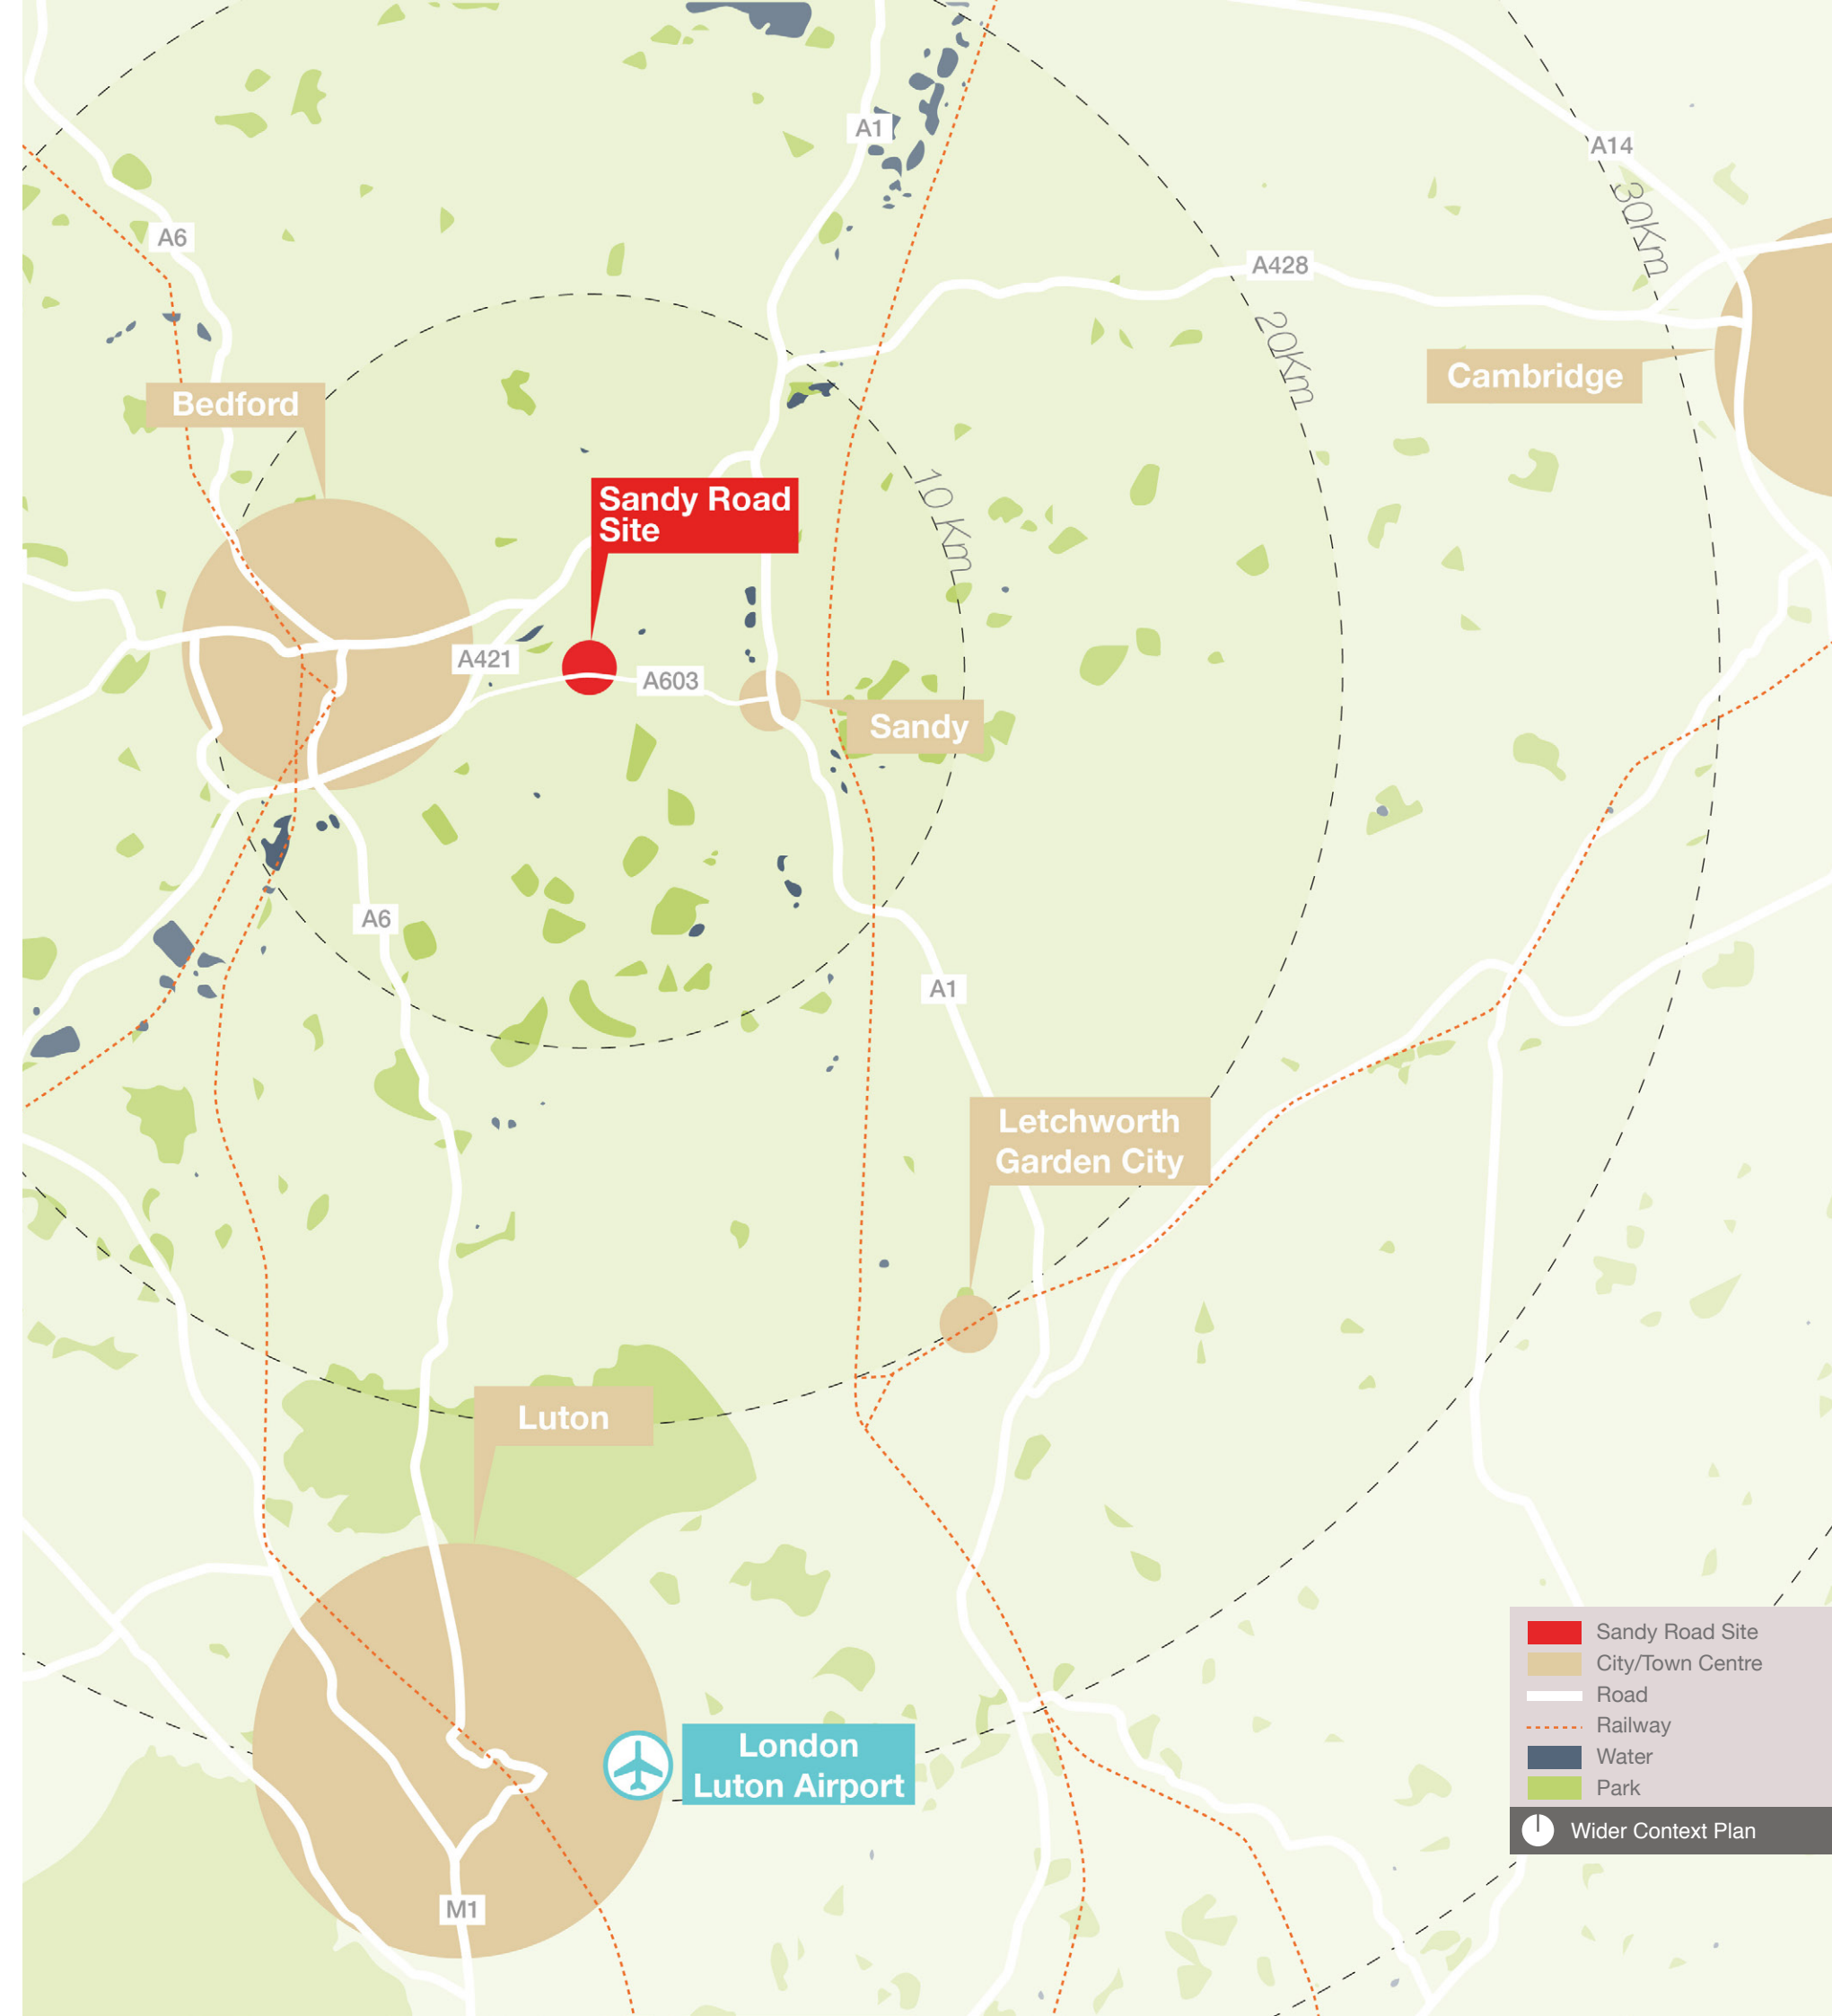 A1
A14
30Km
A6
A428
20Km
Cambridge
Bedford
10 Km
Sandy Road
Site
A421
A603
Sandy
A6
A1
Letchworth
Garden City
Luton
London
Luton Airport
M1
Sandy Road Site
City/Town Centre
Road
Railway
Water
Park
Wider Context Plan